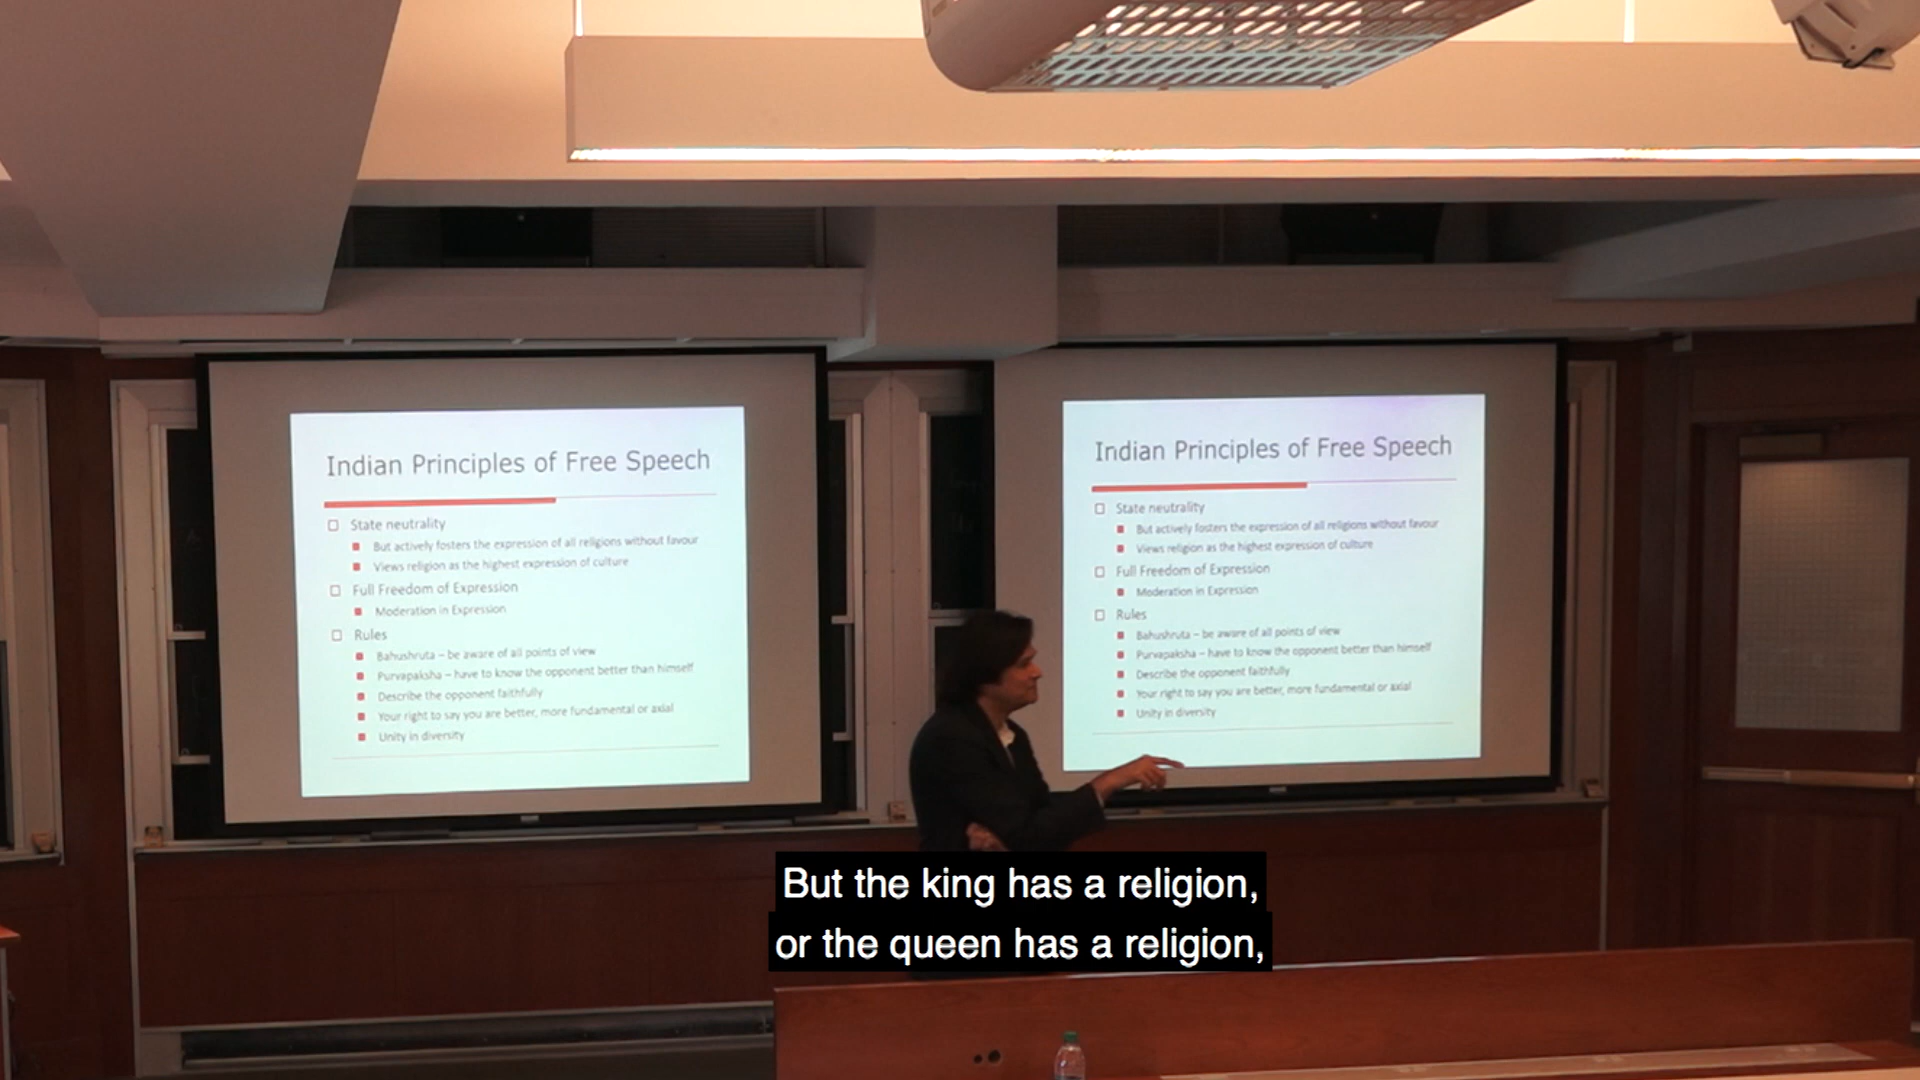 Indian Principles of Free Speech
State neutrality
But actively fosters the expression of all religions without favour
Views religion as the highest expression of culture
Full Freedom of Expression
Moderation in Expression
Rules
Bahushruta – be aware of all points of view
Purvapaksha – have to know the opponent better than himself
Describe the opponent faithfully
Your right to say you are better, more fundamental or axial
Unity in diversity
Indian Principles of Free Speech
State neutrality
But actively fosters the expression of all religions without favour
Views religion as the highest expression of culture
Full Freedom of Expression
Moderation in Expression
Rules
Bahushruta – be aware of all points of view
Purvapaksha – have to know the opponent better than himself
Describe the opponent faithfully
Your right to say you are better, more fundamental or axial
Unity in diversity
But the king has a religion,
or the queen has a religion,